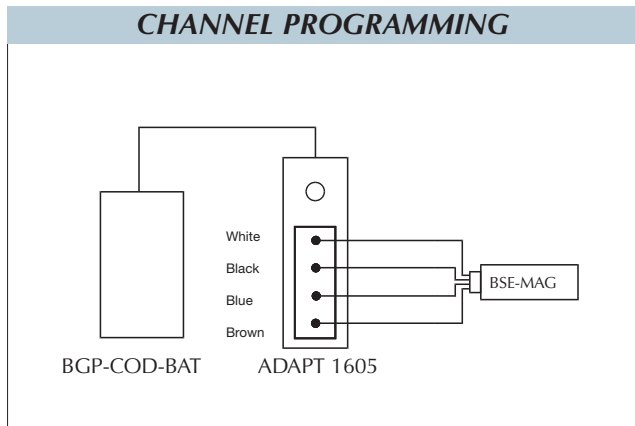 CHANNEL PROGRAMMING
White
Black
Blue
Brown
BSE-MAG
BGP-COD-BAT
ADAPT 1605